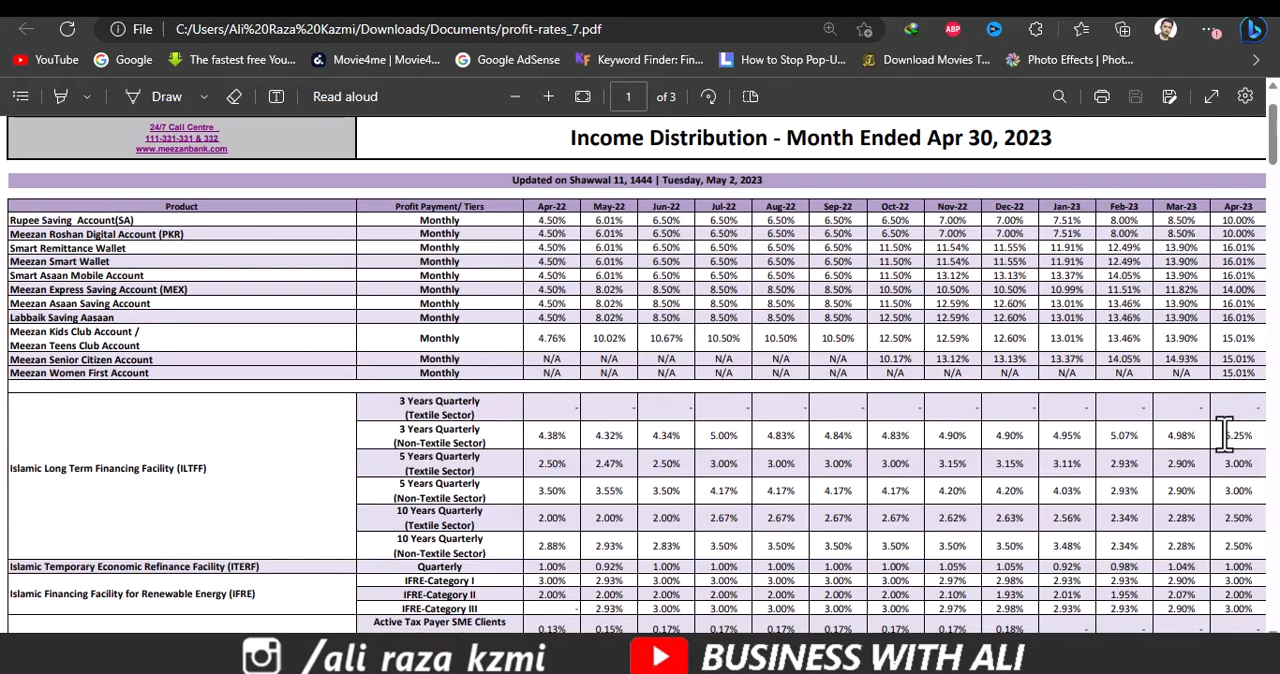 File C:/Users/Ali%20Raza%20Kazmi/Downloads/Documents/profit-rates_7.pdf ABP
YouTube Google The fastest free You... Movie4me | Movie4... Google AdSense Keyword Finder: Fin... How to Stop Pop-U... Download Movies T... Photo Effects | Phot...
Draw Read aloud 1 of 3
24/7 Call Centre
111-331-331 & 332
www.meezanbank.com
Income Distribution - Month Ended Apr 30, 2023
Updated on Shawwal 11, 1444 | Tuesday, May 2, 2023
Product Profit Payment/ Tiers Apr-22 May-22 Jun-22 Jul-22 Aug-22 Sep-22 Oct-22 Nov-22 Dec-22 Jan-23 Feb-23 Mar-23 Apr-23
Rupee Saving Account(SA) Monthly 4.50% 6.01% 6.50% 6.50% 6.50% 6.50% 6.50% 7.00% 7.00% 7.51% 8.00% 8.50% 10.00%
Meezan Roshan Digital Account (PKR) Monthly 4.50% 6.01% 6.50% 6.50% 6.50% 6.50% 6.50% 7.00% 7.00% 7.51% 8.00% 8.50% 10.00%
Smart Remittance Wallet Monthly 4.50% 6.01% 6.50% 6.50% 6.50% 6.50% 11.50% 11.54% 11.55% 11.91% 12.49% 13.90% 16.01%
Meezan Smart Wallet Monthly 4.50% 6.01% 6.50% 6.50% 6.50% 6.50% 11.50% 11.54% 11.55% 11.91% 12.49% 13.90% 16.01%
Smart Asaan Mobile Account Monthly 4.50% 6.01% 6.50% 6.50% 6.50% 6.50% 11.50% 13.12% 13.13% 13.37% 14.05% 13.90% 16.01%
Meezan Express Saving Account (MEX) Monthly 4.50% 8.02% 8.50% 8.50% 8.50% 8.50% 10.50% 10.50% 10.50% 10.99% 11.51% 11.82% 14.00%
Meezan Asaan Saving Account Monthly 4.50% 8.02% 8.50% 8.50% 8.50% 8.50% 11.50% 12.59% 12.60% 13.01% 13.46% 13.90% 16.01%
Labbaik Saving Aasaan Monthly 4.50% 8.02% 8.50% 8.50% 8.50% 8.50% 12.50% 12.59% 12.60% 13.01% 13.46% 13.90% 16.01%
Meezan Kids Club Account /
Meezan Teens Club Account Monthly 4.76% 10.02% 10.67% 10.50% 10.50% 10.50% 12.50% 12.59% 12.60% 13.01% 13.46% 13.90% 15.01%
Meezan Senior Citizen Account Monthly N/A N/A N/A N/A N/A N/A 10.17% 13.12% 13.13% 13.37% 14.05% 14.93% 15.01%
Meezan Women First Account Monthly N/A N/A N/A N/A N/A N/A N/A N/A N/A N/A N/A N/A 15.01%
Islamic Long Term Financing Facility (ILTFF)
3 Years Quarterly
(Textile Sector) - - - - - - - - - - - - -
3 Years Quarterly
(Non-Textile Sector) 4.38% 4.32% 4.34% 5.00% 4.83% 4.84% 4.83% 4.90% 4.90% 4.95% 5.07% 4.98% .25%
5 Years Quarterly
(Textile Sector) 2.50% 2.47% 2.50% 3.00% 3.00% 3.00% 3.00% 3.15% 3.15% 3.11% 2.93% 2.90% 3.00%
5 Years Quarterly
(Non-Textile Sector) 3.50% 3.55% 3.50% 4.17% 4.17% 4.17% 4.17% 4.20% 4.20% 4.03% 2.93% 2.90% 3.00%
10 Years Quarterly
(Textile Sector) 2.00% 2.00% 2.00% 2.67% 2.67% 2.67% 2.67% 2.62% 2.63% 2.56% 2.34% 2.28% 2.50%
10 Years Quarterly
(Non-Textile Sector) 2.88% 2.93% 2.83% 3.50% 3.50% 3.50% 3.50% 3.50% 3.50% 3.48% 2.34% 2.28% 2.50%
Islamic Temporary Economic Refinance Facility (ITERF) Quarterly 1.00% 0.92% 1.00% 1.00% 1.00% 1.00% 1.00% 1.05% 1.05% 0.92% 0.98% 1.04% 1.00%
Islamic Financing Facility for Renewable Energy (IFRE)
IFRE-Category I 3.00% 2.93% 3.00% 3.00% 3.00% 3.00% 3.00% 2.97% 2.98% 2.93% 2.93% 2.90% 3.00%
IFRE-Category II 2.00% 2.00% 2.00% 2.00% 2.00% 2.00% 2.00% 2.10% 1.93% 2.01% 1.95% 2.07% 2.00%
IFRE-Category III - 2.93% 3.00% 3.00% 3.00% 3.00% 3.00% 2.97% 2.98% 2.93% 2.93% 2.90% 3.00%
Active Tax Payer SME Clients 0.13% 0.15% 0.17% 0.17% 0.17% 0.17% 0.17% 0.17% 0.18% - - - -
/ali raza kzmi BUSINESS WITH ALI